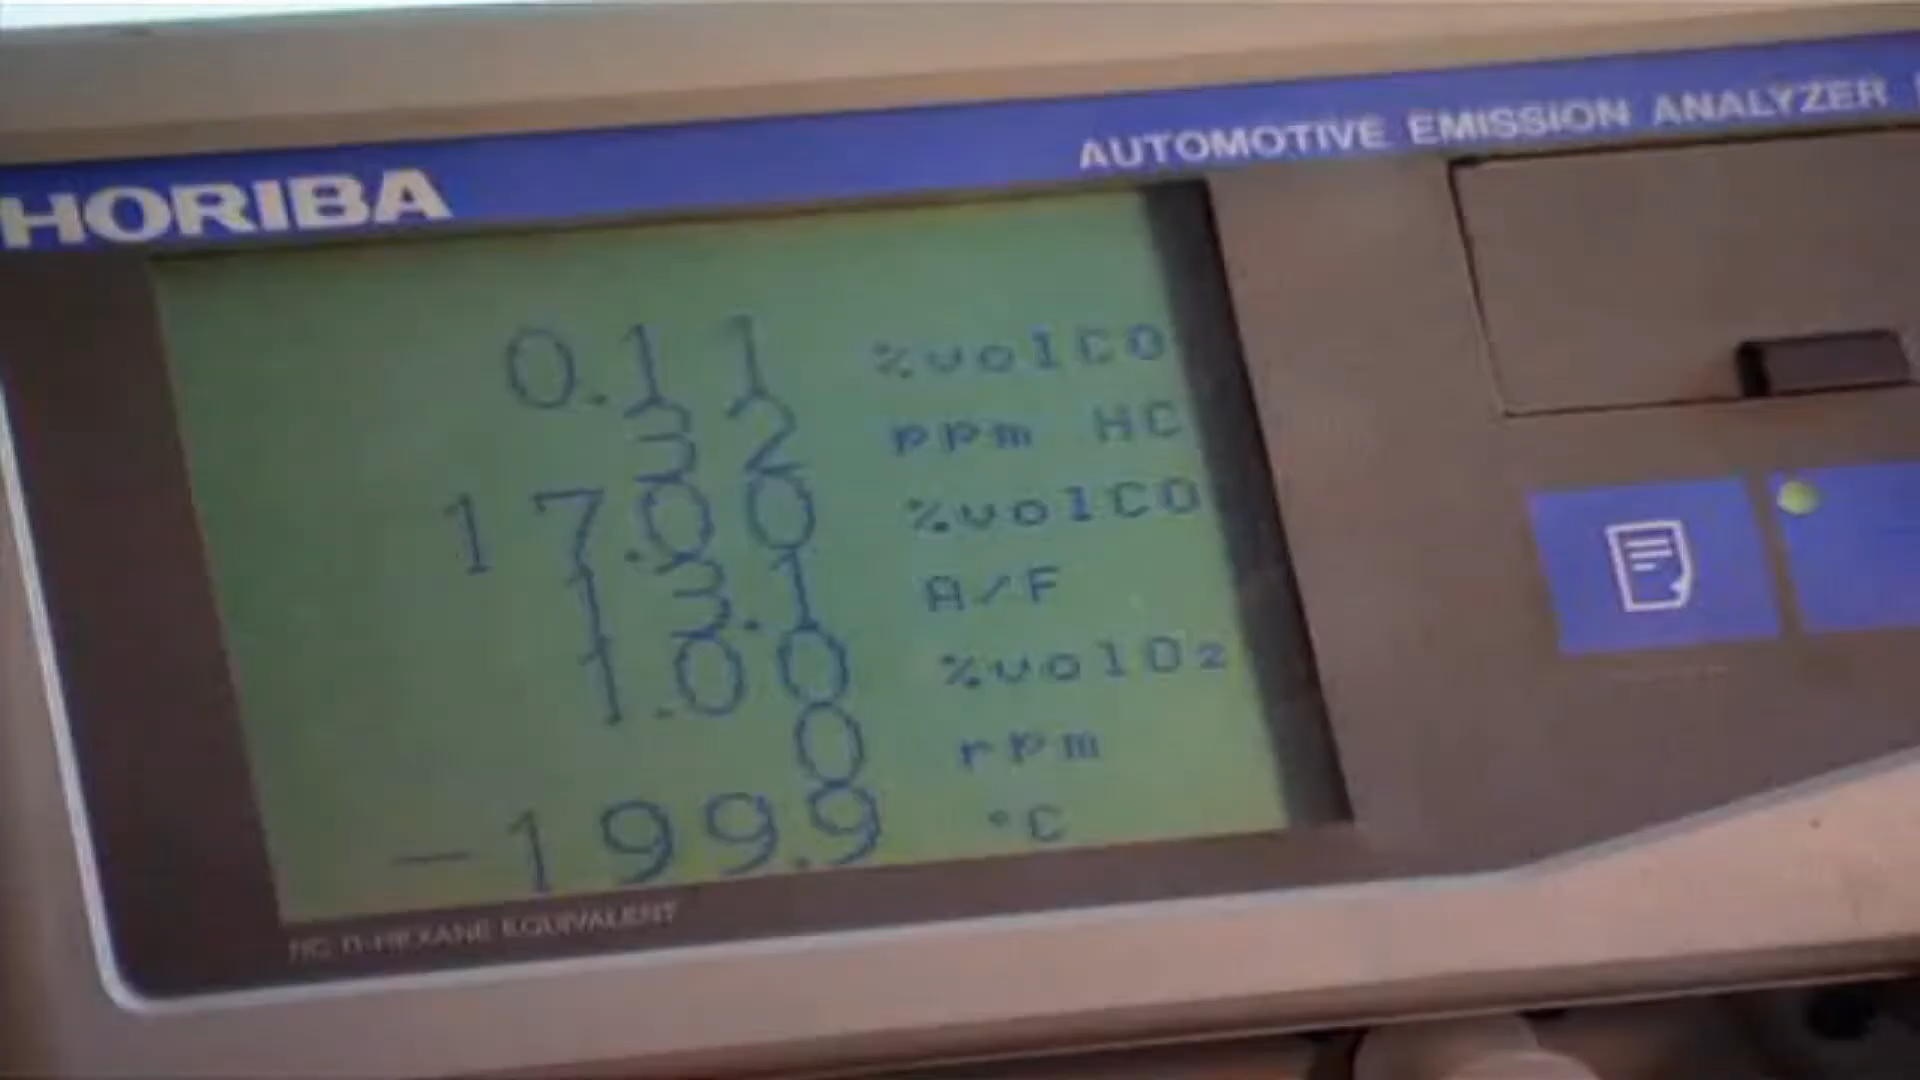 HORIBA
AUTOMOTIVE EMISSION ANALYZER
0.11 %volCO
32 ppm HC
17.00 %volCO
13.1 A/F
1.00 %volO₂
0 rpm
-199.9 °C
HC n-HEXANE EQUIVALENT